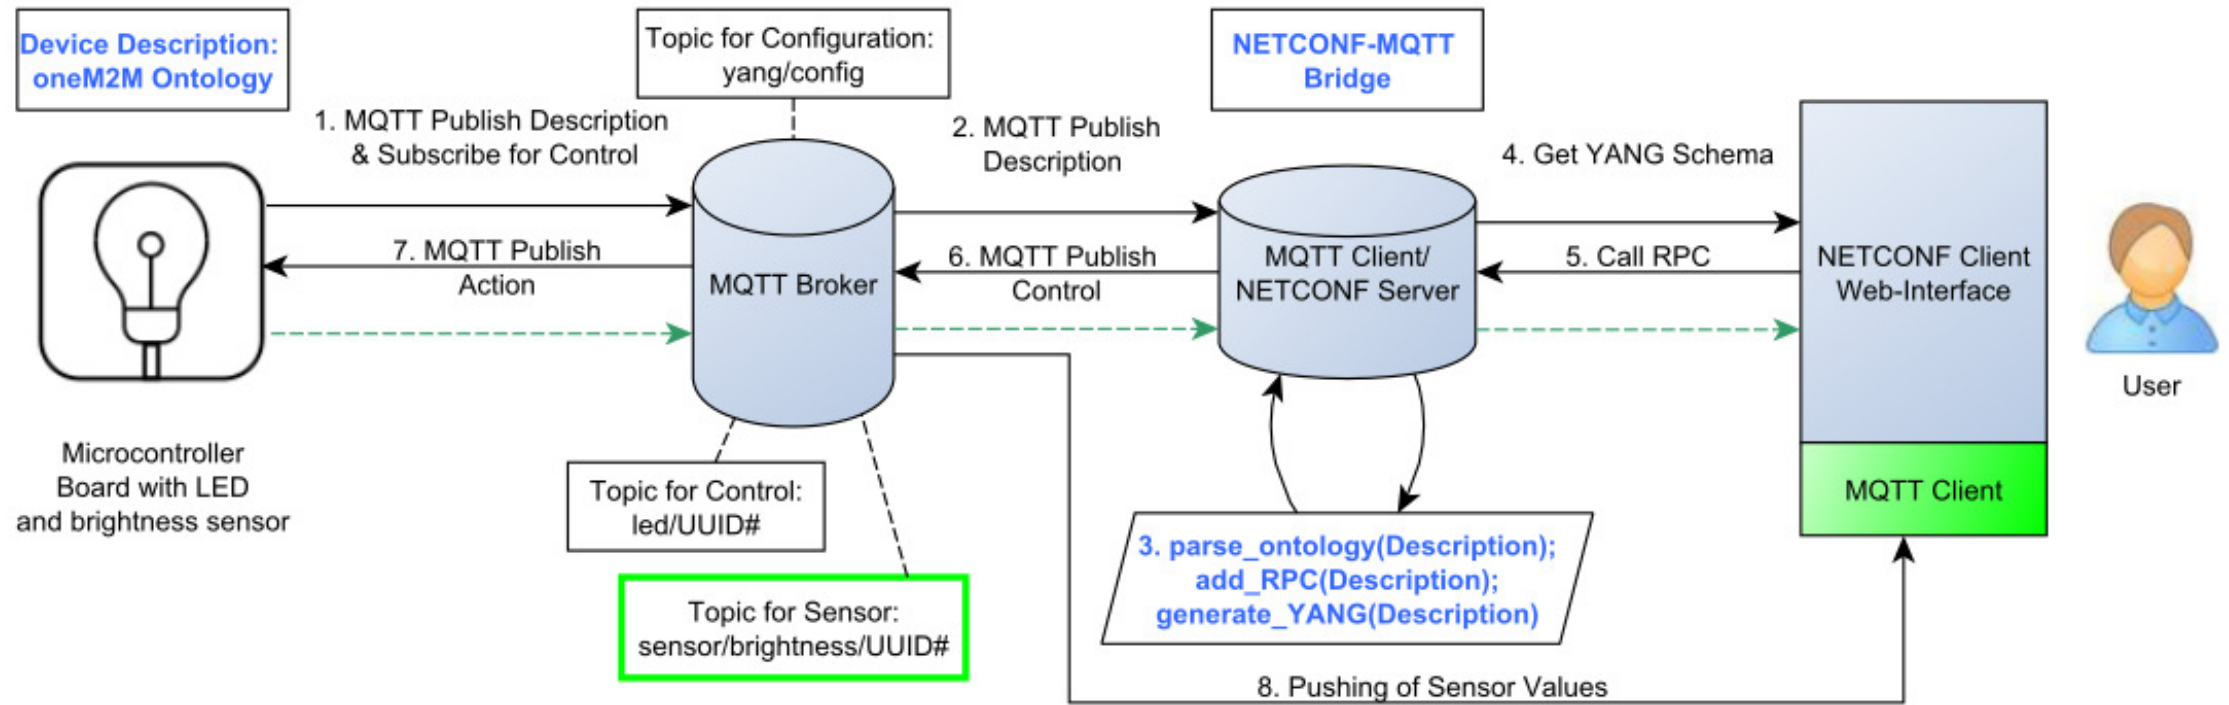 Device Description:
oneM2M Ontology
Topic for Configuration:
yang/config
NETCONF-MQTT
Bridge
1. MQTT Publish Description
& Subscribe for Control
2. MQTT Publish
Description
4. Get YANG Schema
7. MQTT Publish
Action
MQTT Broker
6. MQTT Publish
Control
MQTT Client/
NETCONF Server
5. Call RPC
NETCONF Client
Web-Interface
User
Microcontroller
Board with LED
and brightness sensor
Topic for Control:
led/UUID#
MQTT Client
3. parse_ontology(Description);
add_RPC(Description);
generate_YANG(Description)
Topic for Sensor:
sensor/brightness/UUID#
8. Pushing of Sensor Values